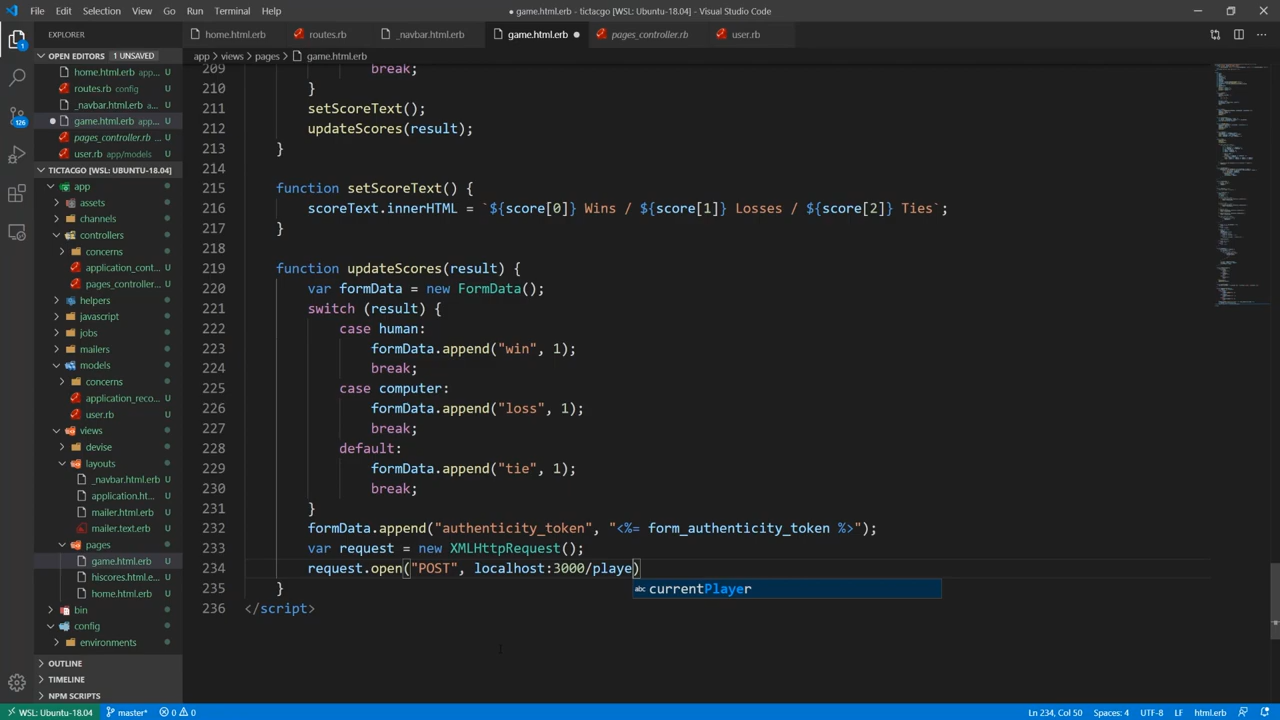 File Edit Selection View Go Run Terminal Help
● game.html.erb - tictacgo [WSL: Ubuntu-18.04] - Visual Studio Code
EXPLORER
home.html.erb routes.rb _navbar.html.erb game.html.erb ● pages_controller.rb user.rb
OPEN EDITORS 1 UNSAVED
app > views > pages > game.html.erb
home.html.erb app... U
routes.rb config U
_navbar.html.erb a... U
● game.html.erb app... U
pages_controller.rb ... U
user.rb app/models U
TICTACGO [WSL: UBUNTU-18.04]
app
assets
channels
controllers
concerns
application_cont... U
pages_controller... U
helpers
javascript
jobs
mailers
models
concerns
application_reco... U
user.rb U
views
devise
layouts
_navbar.html.erb U
application.ht... U
mailer.html.erb U
mailer.text.erb U
pages
game.html.erb U
hiscores.html.e... U
home.html.erb U
bin
config
environments
OUTLINE
TIMELINE
NPM SCRIPTS
1
126
209 break;
210 }
211 setScoreText();
212 updateScores(result);
213 }
214
215 function setScoreText() {
216 scoreText.innerHTML = `${score[0]} Wins / ${score[1]} Losses / ${score[2]} Ties`;
217 }
218
219 function updateScores(result) {
220 var formData = new FormData();
221 switch (result) {
222 case human:
223 formData.append("win", 1);
224 break;
225 case computer:
226 formData.append("loss", 1);
227 break;
228 default:
229 formData.append("tie", 1);
230 break;
231 }
232 formData.append("authenticity_token", "<%= form_authenticity_token %>");
233 var request = new XMLHttpRequest();
234 request.open("POST", localhost:3000/playe)
abc currentPlayer
235 }
236 </script>
WSL: Ubuntu-18.04 master* 0 0
Ln 234, Col 50 Spaces: 4 UTF-8 LF html.erb